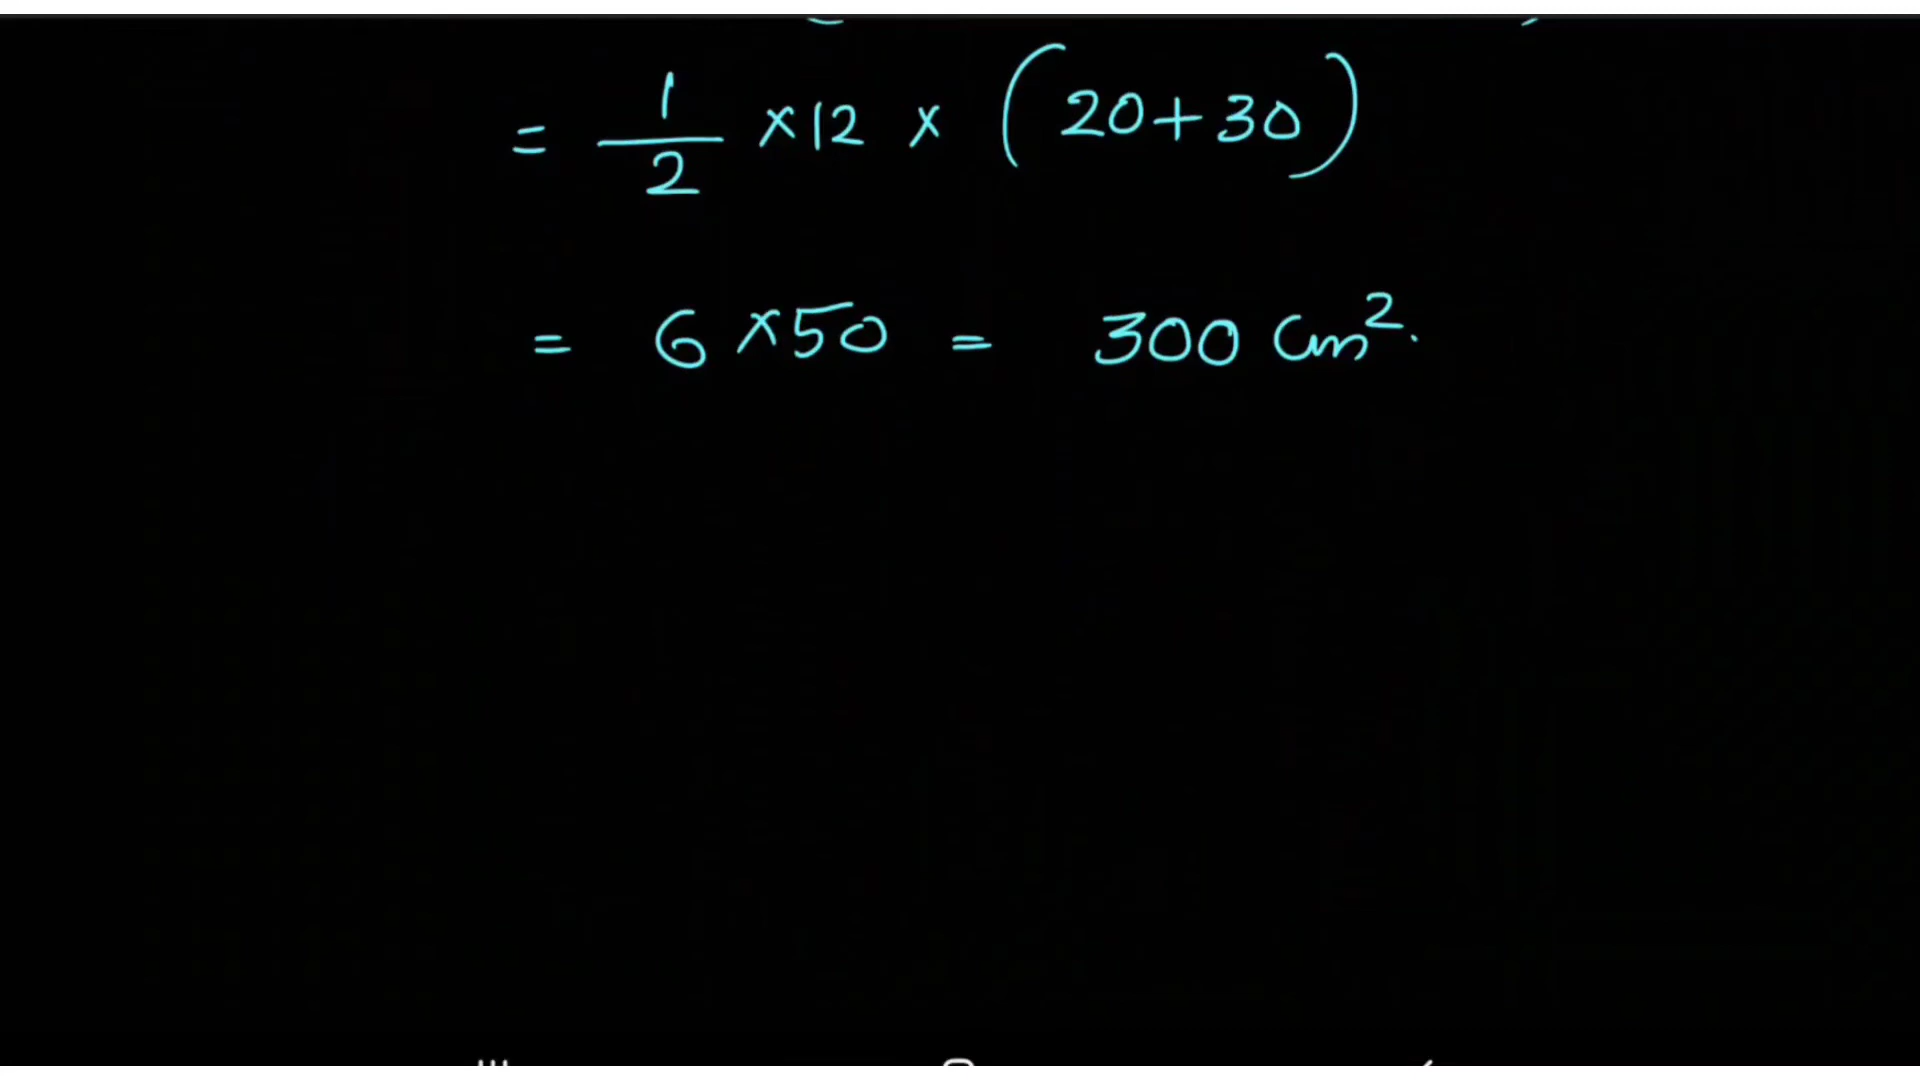 = 1/2 × 12 × (20+30)
= 6 × 50 = 300 cm².